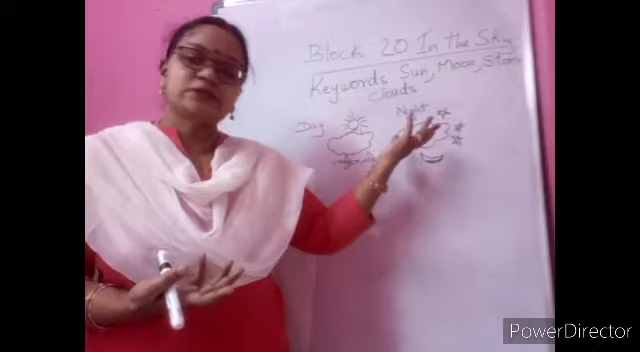 Block 20 In the Sky
Keywords Sun, Moon, Stars
Clouds
Day
Night
PowerDirector